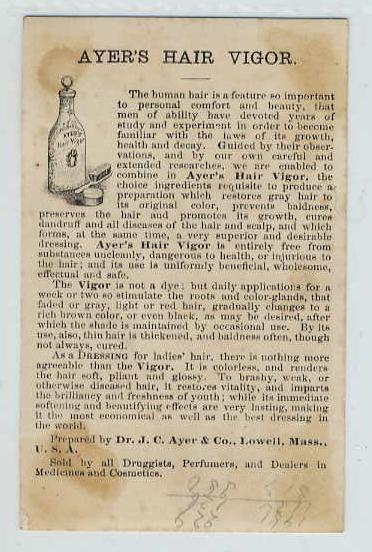 AYER'S HAIR VIGOR.
The human hair is a feature so important
to personal comfort and beauty, that
men of ability have devoted years of
study and experiment in order to become
familiar with the laws of its growth,
health and decay. Guided by their obser-
vations, and by our own careful and
extended researches, we are enabled to
combine in Ayer's Hair Vigor, the
choice ingredients requisite to produce a
preparation which restores gray hair to
its original color, prevents baldness,
preserves the hair and promotes its growth, cures
dandruff and all diseases of the hair and scalp, and which
forms, at the same time, a very superior and desirable
dressing. Ayer's Hair Vigor is entirely free from
substances uncleanly, dangerous to health, or injurious to
the hair; and its use is uniformly beneficial, wholesome,
effectual and safe.
The Vigor is not a dye; but daily applications for a
week or two so stimulate the roots and color-glands, that
faded or gray, light or red hair, gradually changes to a
rich brown color, or even black, as may be desired, after
which the shade is maintained by occasional use. By its
use, also, thin hair is thickened, and baldness often, though
not always, cured.
As a DRESSING for ladies' hair, there is nothing more
agreeable than the Vigor. It is colorless, and renders
the hair soft, pliant and glossy. To brashy, weak, or
otherwise diseased hair, it restores vitality, and imparts
the brilliancy and freshness of youth; while its immediate
softening and beautifying effects are very lasting, making
it the most economical as well as the best dressing in
the world.
Prepared by Dr. J. C. Ayer & Co., Lowell, Mass.,
U. S. A.
Sold by all Druggists, Perfumers, and Dealers in
Medicines and Cosmetics.